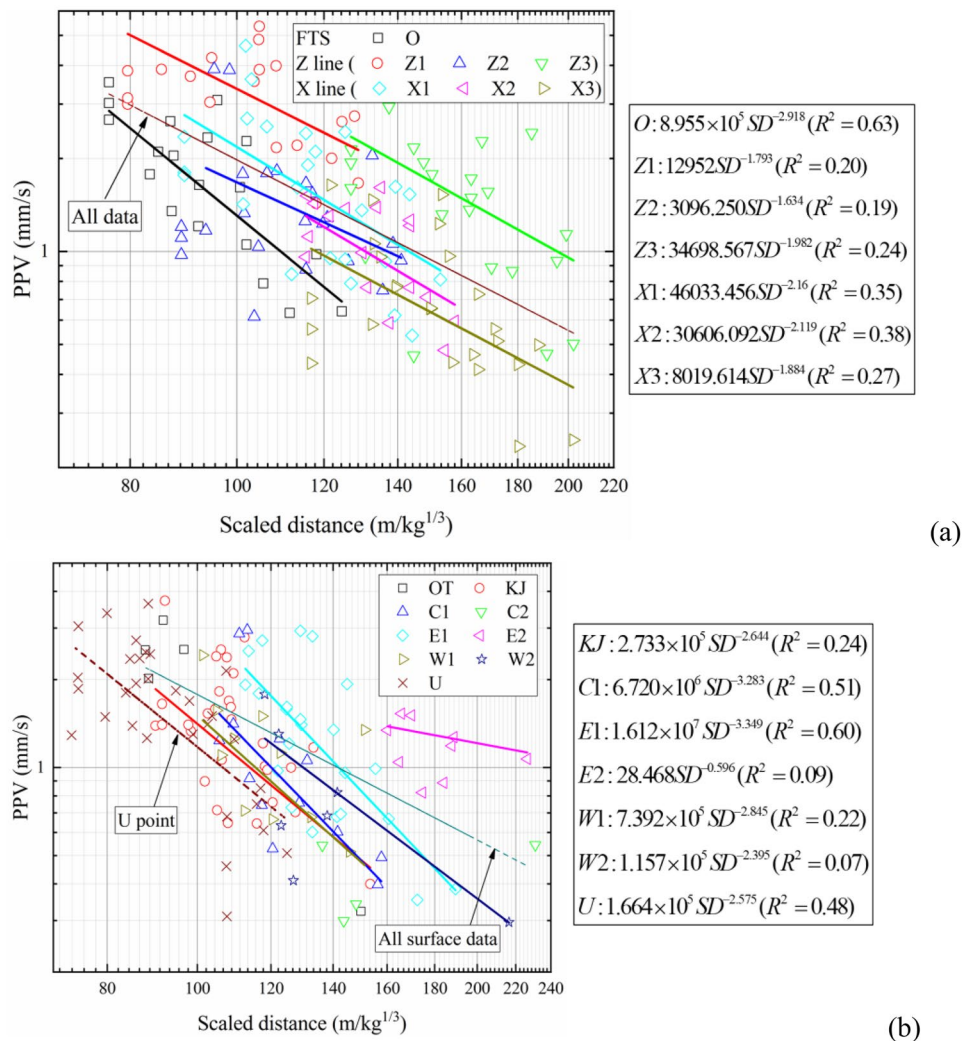 FTS O
Z line ( Z1 Z2 Z3)
X line ( X1 X2 X3)
All data
PPV (mm/s)
1
80 100 120 140 160 180 200 220
Scaled distance (m/kg^{1/3})
O : 8.955×10^5 SD^{-2.918} (R^2 = 0.63)
Z1 : 12952SD^{-1.793} (R^2 = 0.20)
Z2 : 3096.250SD^{-1.634} (R^2 = 0.19)
Z3 : 34698.567SD^{-1.982} (R^2 = 0.24)
X1 : 46033.456SD^{-2.16} (R^2 = 0.35)
X2 : 30606.092SD^{-2.119} (R^2 = 0.38)
X3 : 8019.614SD^{-1.884} (R^2 = 0.27)
(a)
OT KJ
C1 C2
E1 E2
W1 W2
U
U point
All surface data
PPV (mm/s)
1
80 100 120 140 160 190 220 240
Scaled distance (m/kg^{1/3})
KJ : 2.733×10^5 SD^{-2.644} (R^2 = 0.24)
C1 : 6.720×10^6 SD^{-3.283} (R^2 = 0.51)
E1 : 1.612×10^7 SD^{-3.349} (R^2 = 0.60)
E2 : 28.468SD^{-0.596} (R^2 = 0.09)
W1 : 7.392×10^5 SD^{-2.845} (R^2 = 0.22)
W2 : 1.157×10^5 SD^{-2.395} (R^2 = 0.07)
U : 1.664×10^5 SD^{-2.575} (R^2 = 0.48)
(b)